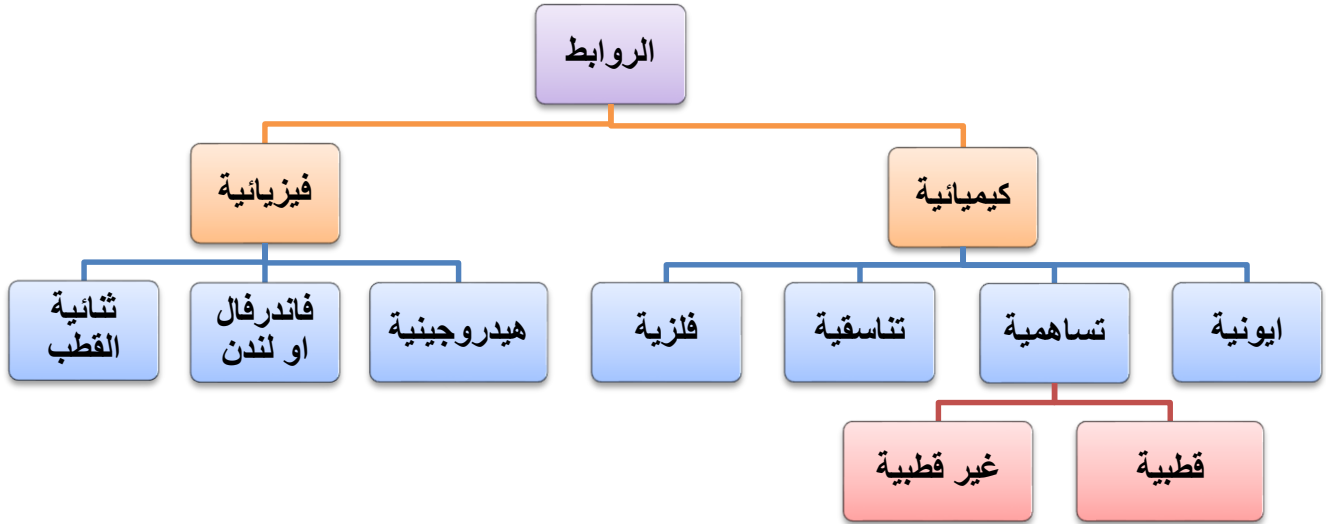 الروابط
كيميائية
فيزيائية
ايونية
تساهمية
تناسقية
فلزية
هيدروجينية
فاندرفال
او لندن
ثنائية
القطب
قطبية
غير قطبية